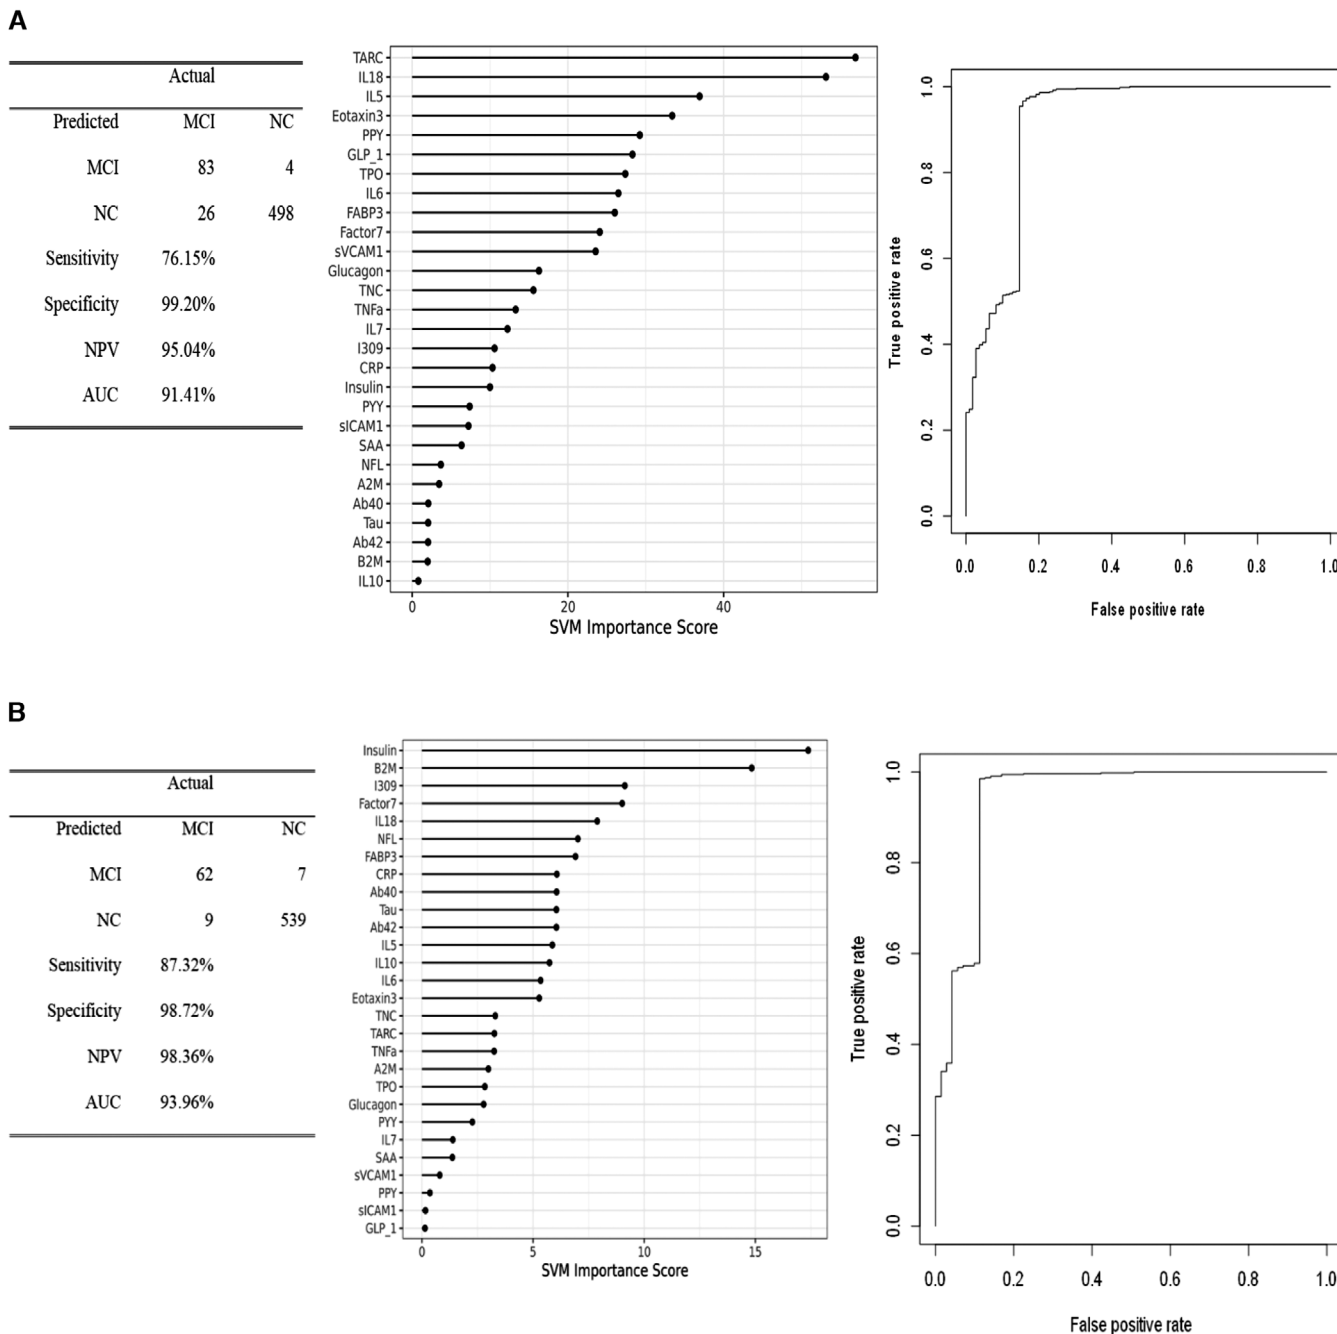 A
Actual
Predicted MCI NC
MCI 83 4
NC 26 498
Sensitivity 76.15%
Specificity 99.20%
NPV 95.04%
AUC 91.41%
TARC
IL18
IL5
Eotaxin3
PPY
GLP_1
TPO
IL6
FABP3
Factor7
sVCAM1
Glucagon
TNC
TNFa
IL7
I309
CRP
Insulin
PYY
sICAM1
SAA
NFL
A2M
Ab40
Tau
Ab42
B2M
IL10
0 20 40
SVM Importance Score
True positive rate
1.0
0.8
0.6
0.4
0.2
0.0
0.0 0.2 0.4 0.6 0.8 1.0
False positive rate
B
Actual
Predicted MCI NC
MCI 62 7
NC 9 539
Sensitivity 87.32%
Specificity 98.72%
NPV 98.36%
AUC 93.96%
Insulin
B2M
I309
Factor7
IL18
NFL
FABP3
CRP
Ab40
Tau
Ab42
IL5
IL10
IL6
Eotaxin3
TNC
TARC
TNFa
A2M
TPO
Glucagon
PYY
IL7
SAA
sVCAM1
PPY
sICAM1
GLP_1
0 5 10 15
SVM Importance Score
True positive rate
1.0
0.8
0.6
0.4
0.2
0.0
0.0 0.2 0.4 0.6 0.8 1.0
False positive rate